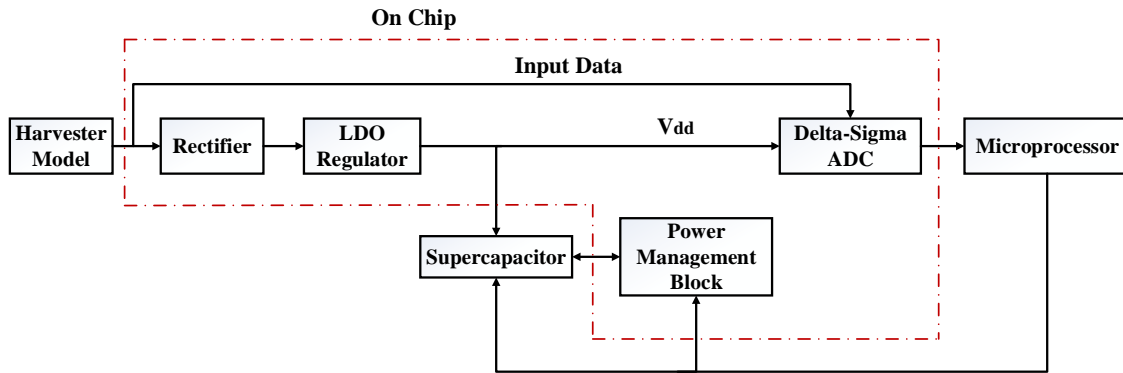 On Chip
Input Data
Harvester
Model
Rectifier
LDO
Regulator
Vdd
Delta-Sigma
ADC
Microprocessor
Supercapacitor
Power
Management
Block